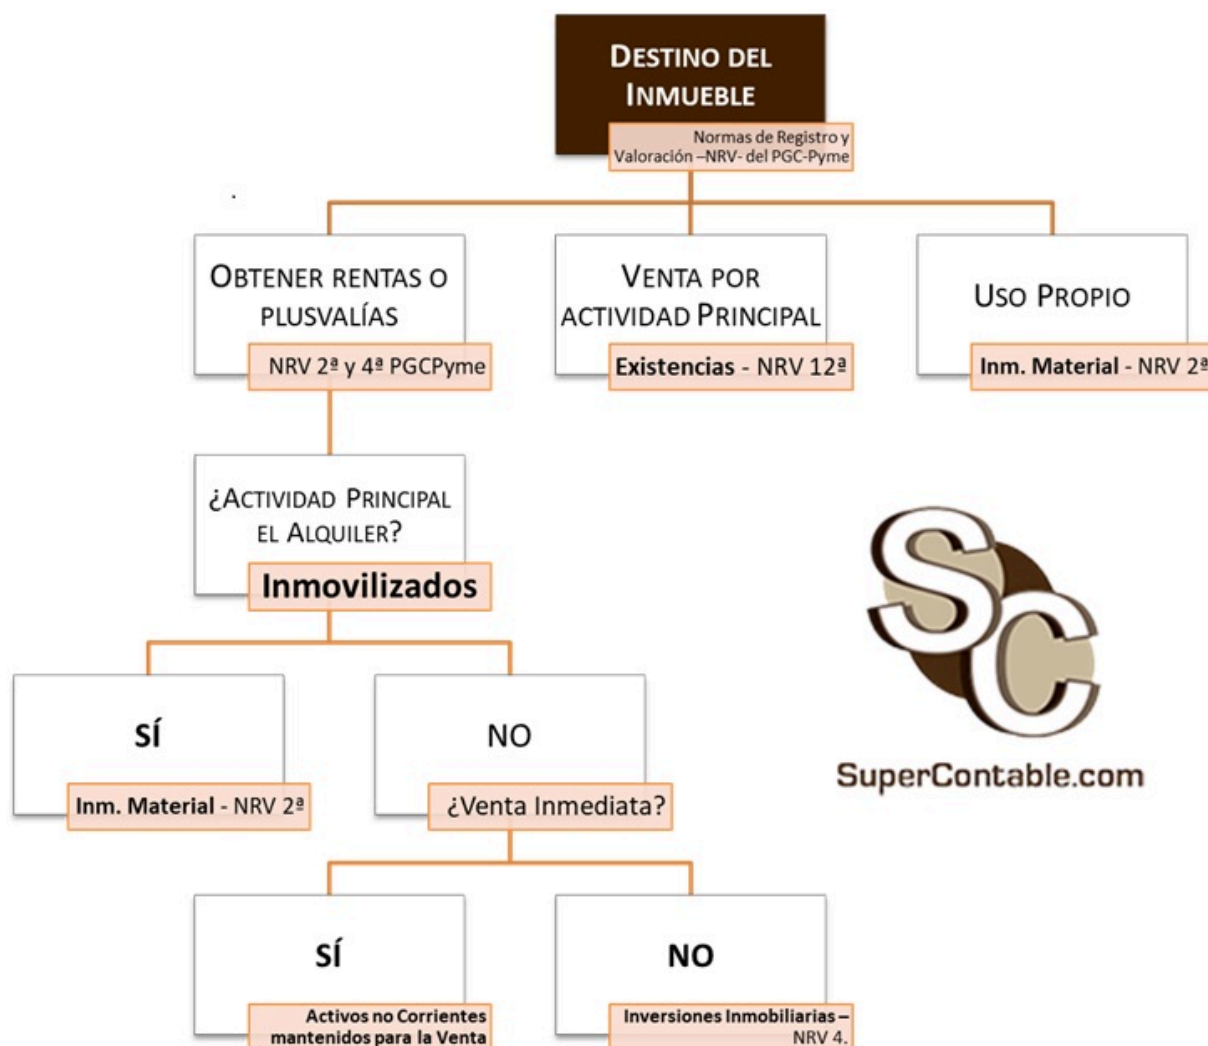 DESTINO DEL
INMUEBLE
Normas de Registro y
Valoración –NRV- del PGC-Pyme
OBTENER RENTAS O
PLUSVALÍAS
NRV 2ª y 4ª PGCPyme
VENTA POR
ACTIVIDAD PRINCIPAL
Existencias - NRV 12ª
USO PROPIO
Inm. Material - NRV 2ª
¿ACTIVIDAD PRINCIPAL
EL ALQUILER?
Inmovilizados
SÍ
Inm. Material - NRV 2ª
NO
¿Venta Inmediata?
SÍ
Activos no Corrientes
mantenidos para la Venta
NO
Inversiones Inmobiliarias –
NRV 4.
SC
SuperContable.com